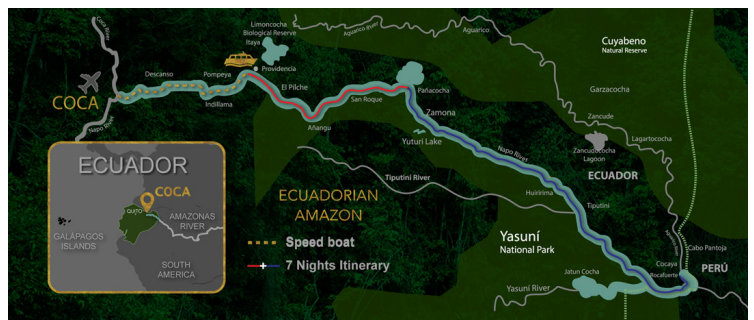 Coca River
Limoncocha
Biological Reserve
Itaya
Aquarico River
Aguarico
Cuyabeno
Natural Reserve
Descanso
Pompeya
Providencia
COCA
Indillama
El Pilche
San Roque
Pañacocha
Garzacocha
Napo River
Añangu
Zamona
Zancude
Yuturi Lake
Lagartococha
Napo River
Zancudococha
Lagoon
ECUADOR
COCA
QUITO
GALÁPAGOS
ISLANDS
AMAZONAS
RIVER
SOUTH
AMERICA
ECUADORIAN
AMAZON
Speed boat
7 Nights Itinerary
Tiputini River
ECUADOR
Huiririma
Tiputini
Yasuní
National Park
Cabo Pantoja
Cocaya
PERÚ
Rocafuerte
Jatun Cocha
Yasuní River